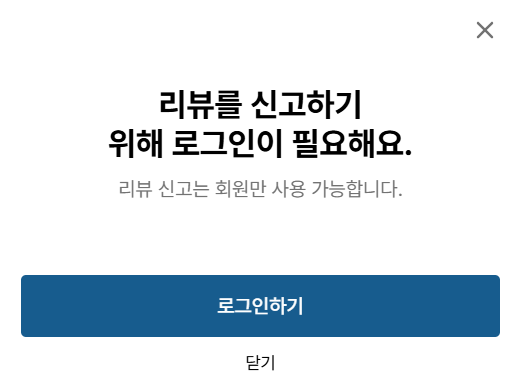 리뷰를 신고하기
위해 로그인이 필요해요.
리뷰 신고는 회원만 사용 가능합니다.
로그인하기
닫기